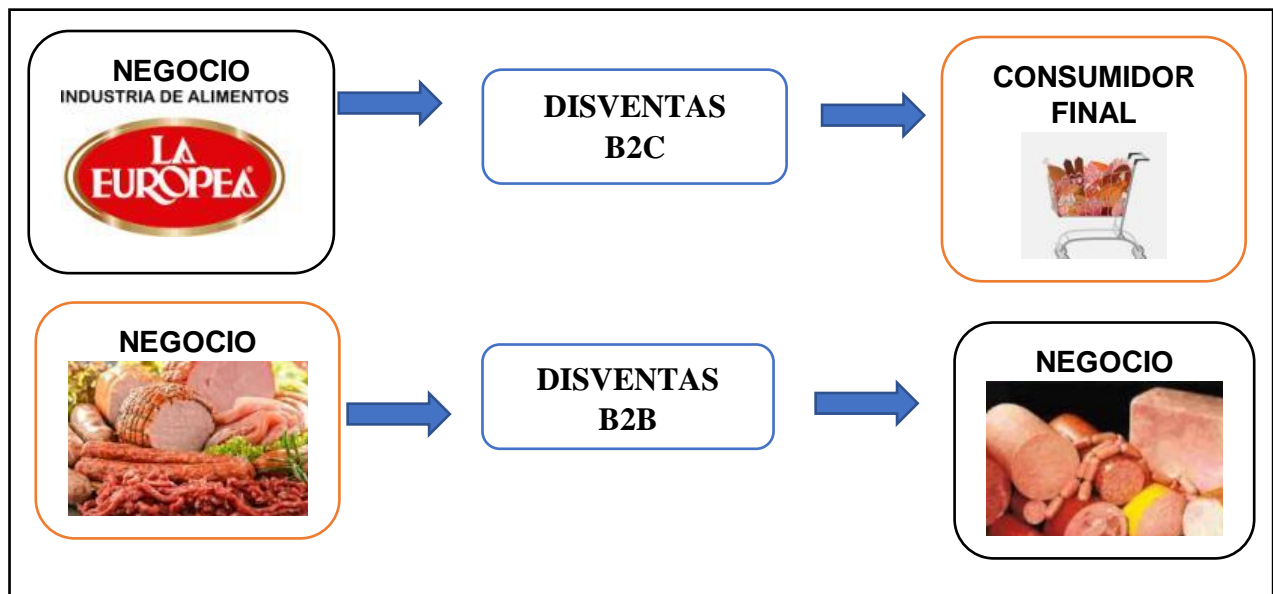 NEGOCIO
INDUSTRIA DE ALIMENTOS
LA
EUROPEA
DISVENTAS
B2C
CONSUMIDOR
FINAL
NEGOCIO
DISVENTAS
B2B
NEGOCIO